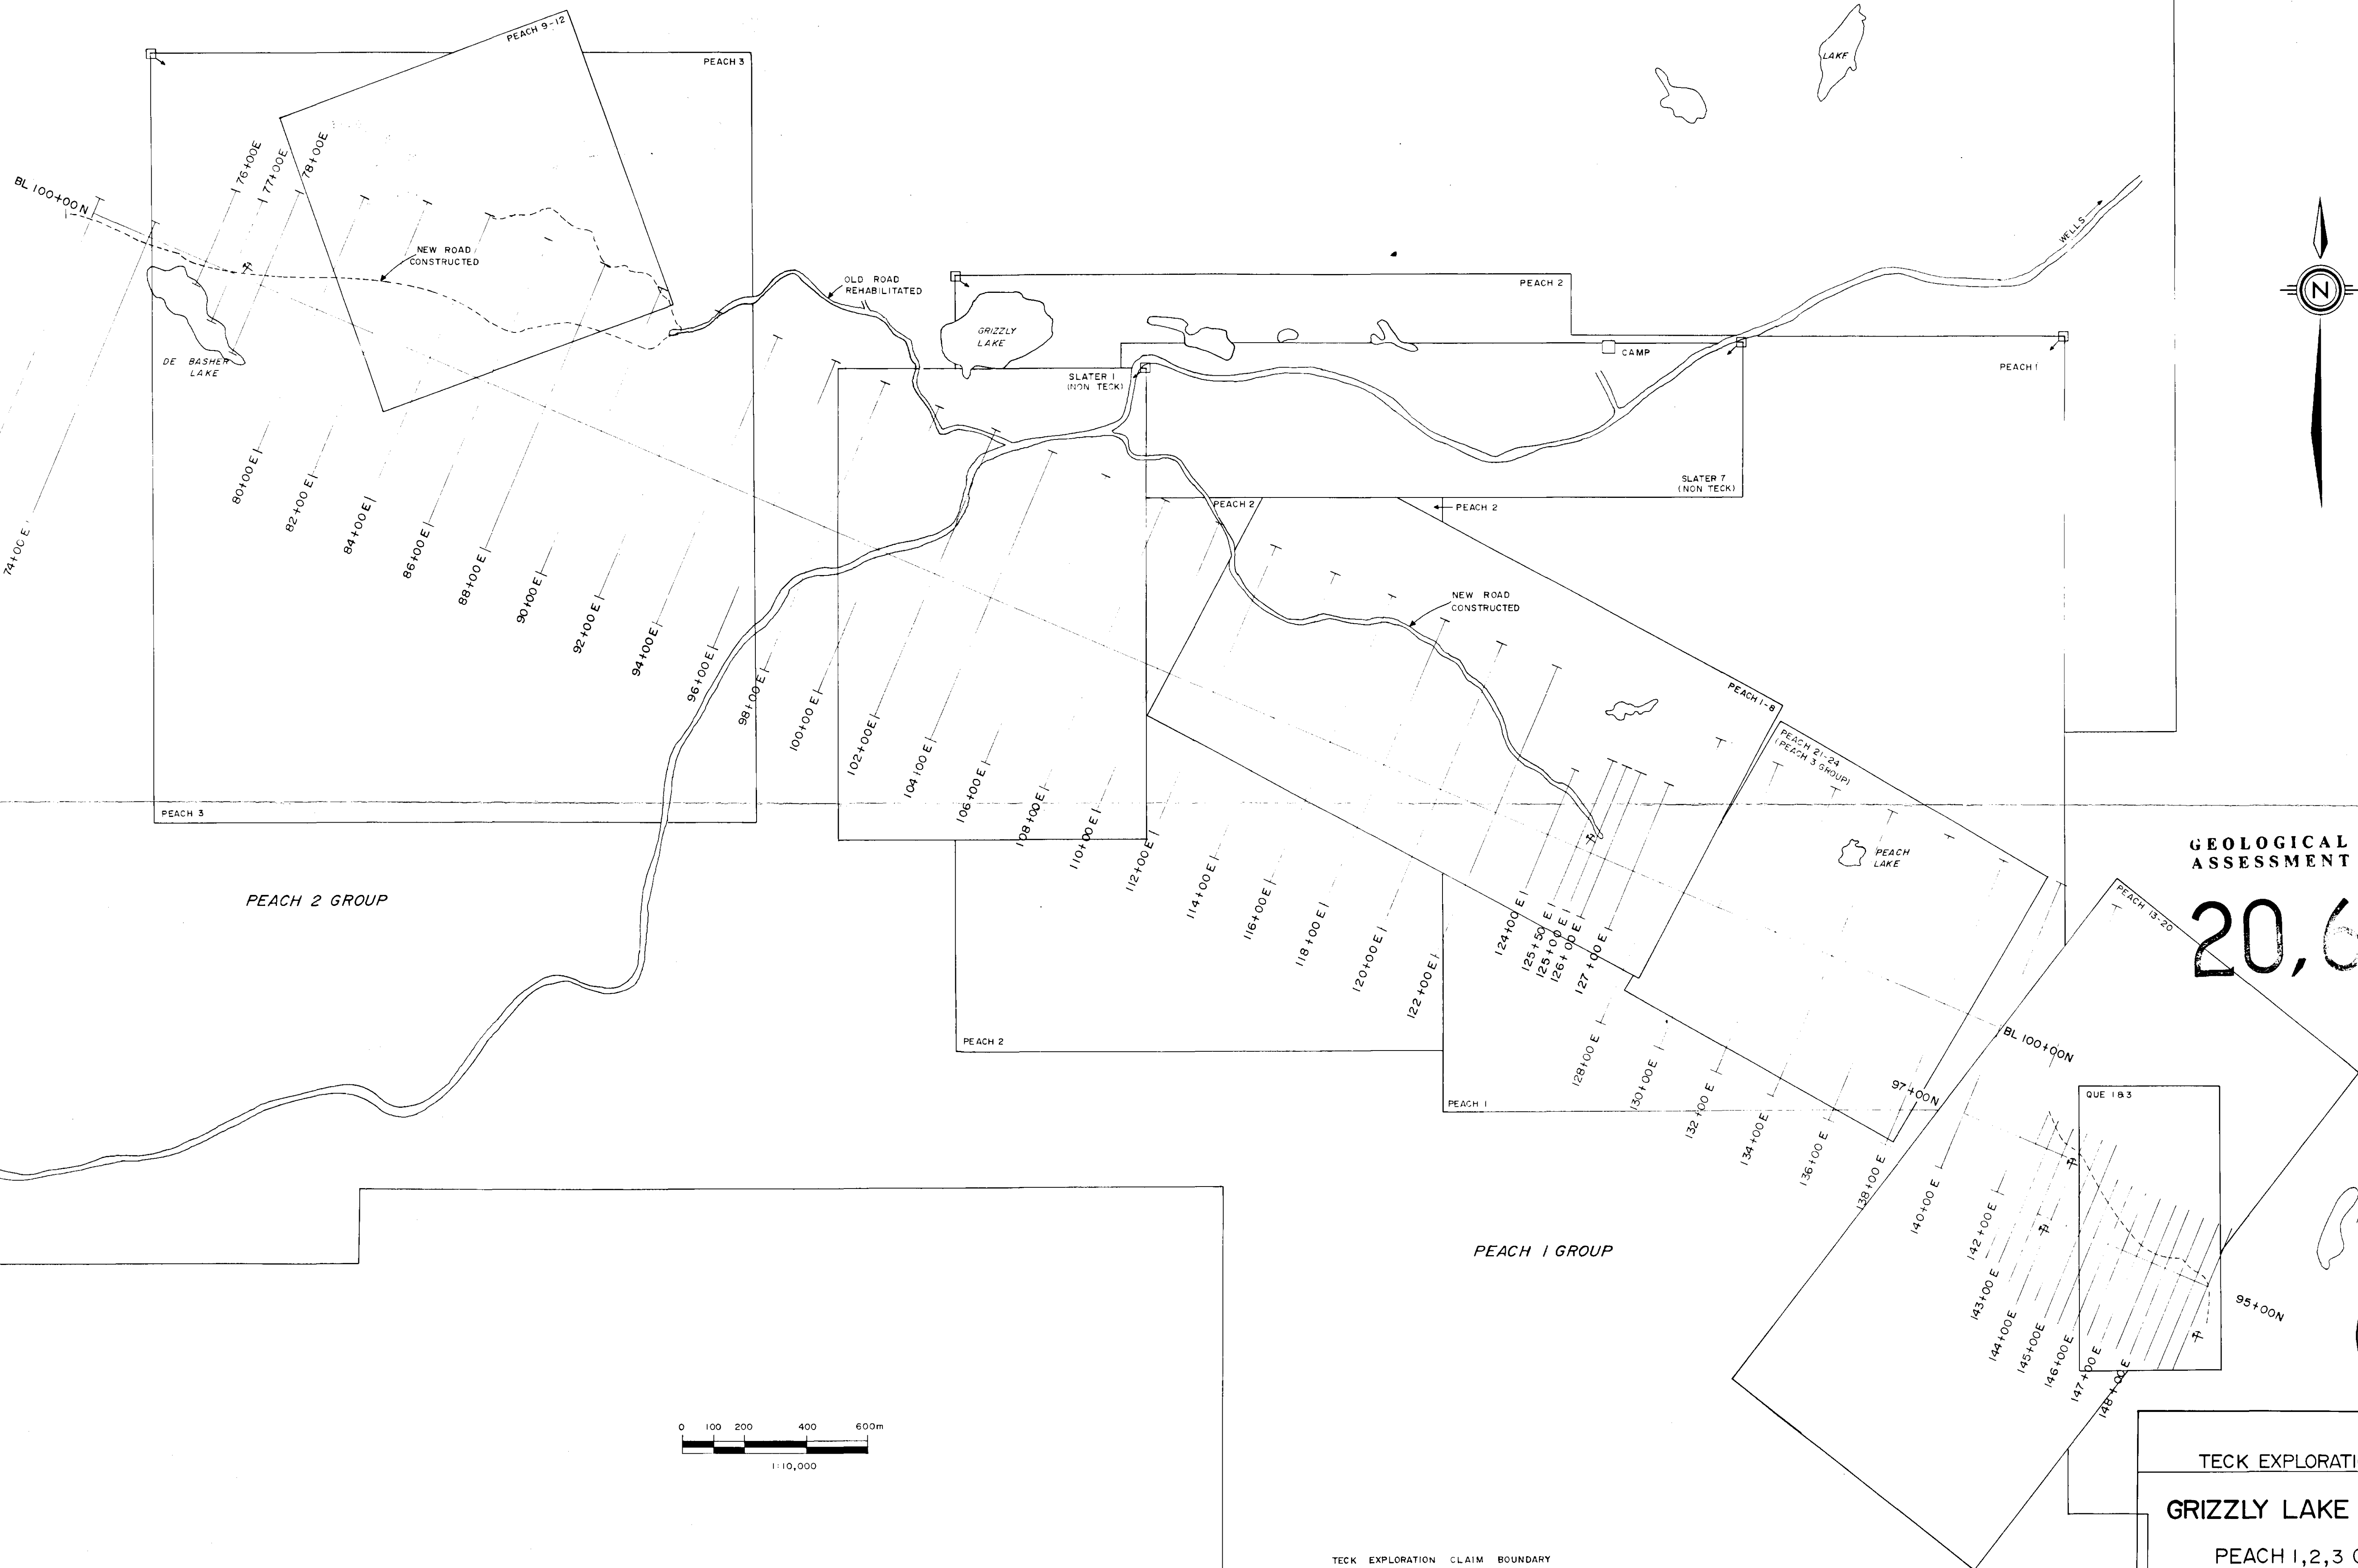 PEACH 9-12
PEACH 3
LAKE
76+00E
77+00E
78+00E
BL 100+00N
WELLS
NEW ROAD
CONSTRUCTED
OLD ROAD
REHABILITATED
PEACH 2
N
GRIZZLY
LAKE
CAMP
DE BASHER
LAKE
PEACH 1
SLATER 1
(NON TECK)
SLATER 7
(NON TECK)
PEACH 2
PEACH 2
74+00E
80+00E
82+00E
84+00E
86+00E
88+00E
90+00E
92+00E
94+00E
96+00E
98+00E
100+00E
102+00E
104+00E
106+00E
108+00E
110+00E
112+00E
114+00E
116+00E
118+00E
120+00E
122+00E
124+00E
125+50E
125+00E
126+00E
127+00E
NEW ROAD
CONSTRUCTED
PEACH 1-8
PEACH 21-24
(PEACH 3 GROUP)
PEACH 3
PEACH
LAKE
GEOLOGICAL
ASSESSMENT
20,6
PEACH 13-20
PEACH 2 GROUP
PEACH 2
PEACH 1
128+00E
130+00E
132+00E
134+00E
136+00E
138+00E
140+00E
142+00E
143+00E
144+00E
145+00E
146+00E
147+00E
148+00E
BL 100+00N
97+00N
QUE 1&3
95+00N
PEACH 1 GROUP
0 100 200 400 600m
1:10,000
TECK EXPLORATI
GRIZZLY LAKE
PEACH 1,2,3
TECK EXPLORATION CLAIM BOUNDARY